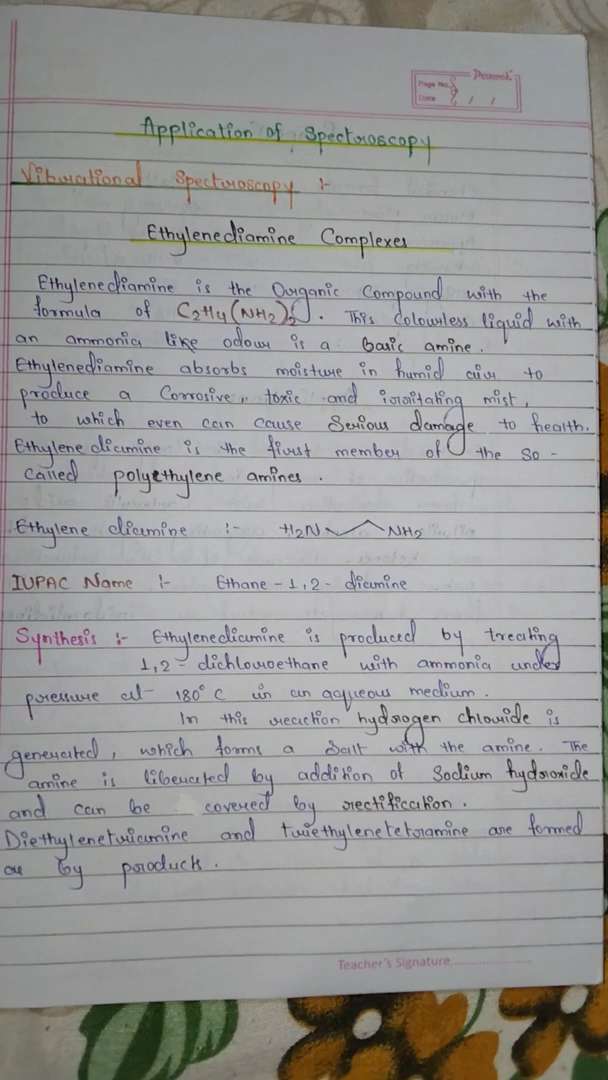 Page No.
Date / /
Application of Spectroscopy
Vibrational Spectroscopy :-
Ethylenediamine Complexes
Ethylenediamine is the Organic Compound with the
formula of C2H4(NH2)2. This Colourless liquid with
an ammonia like odour is a basic amine.
Ethylenediamine absorbs moisture in humid air to
produce a Corrosive, toxic and irritating mist,
to which even can cause Serious damage to health.
Ethylene diamine is the first member of the so -
called polyethylene amines.
Ethylene diamine :- H2N NH2
IUPAC Name :- Ethane - 1,2 - diamine
Synthesis :- Ethylenediamine is produced by treating
1,2 - dichloroethane with ammonia under
pressure at 180° C in an aqueous medium.
In this reaction hydrogen chloride is
generated, which forms a Salt with the amine. The
amine is liberated by addition of Sodium hydroxide
and can be covered by rectification.
Diethylenetriamine and triethylenetetramine are formed
as by products.
Teacher's Signature